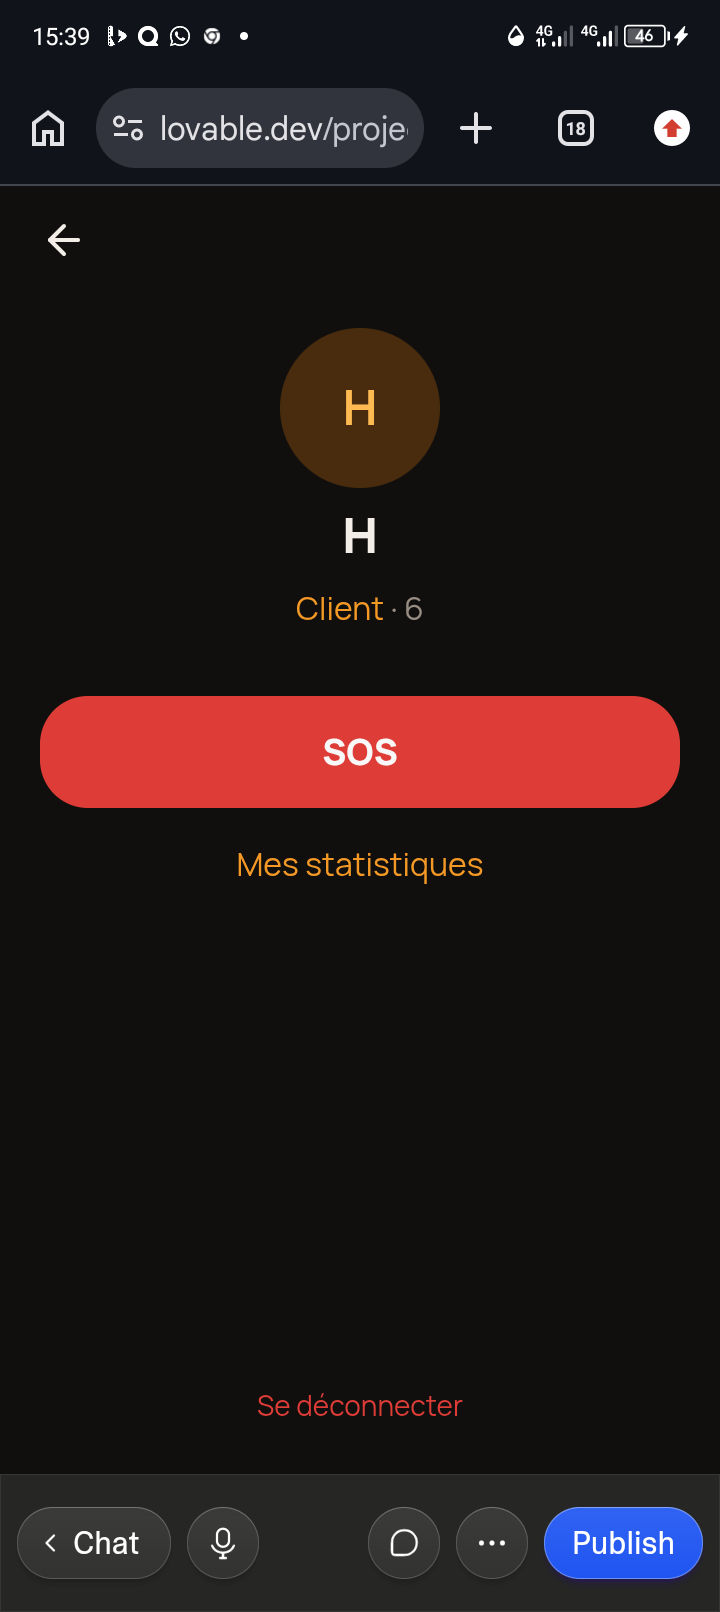 15:39
4G 4G 46
lovable.dev/proje
18
H
H
Client · 6
SOS
Mes statistiques
Se déconnecter
Chat
Publish